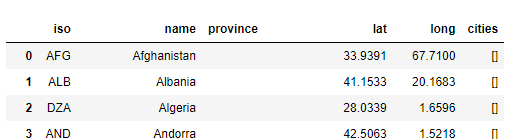 iso name province lat long cities
0 AFG Afghanistan 33.9391 67.7100 []
1 ALB Albania 41.1533 20.1683 []
2 DZA Algeria 28.0339 1.6596 []
3 AND Andorra 42.5063 1.5218 []